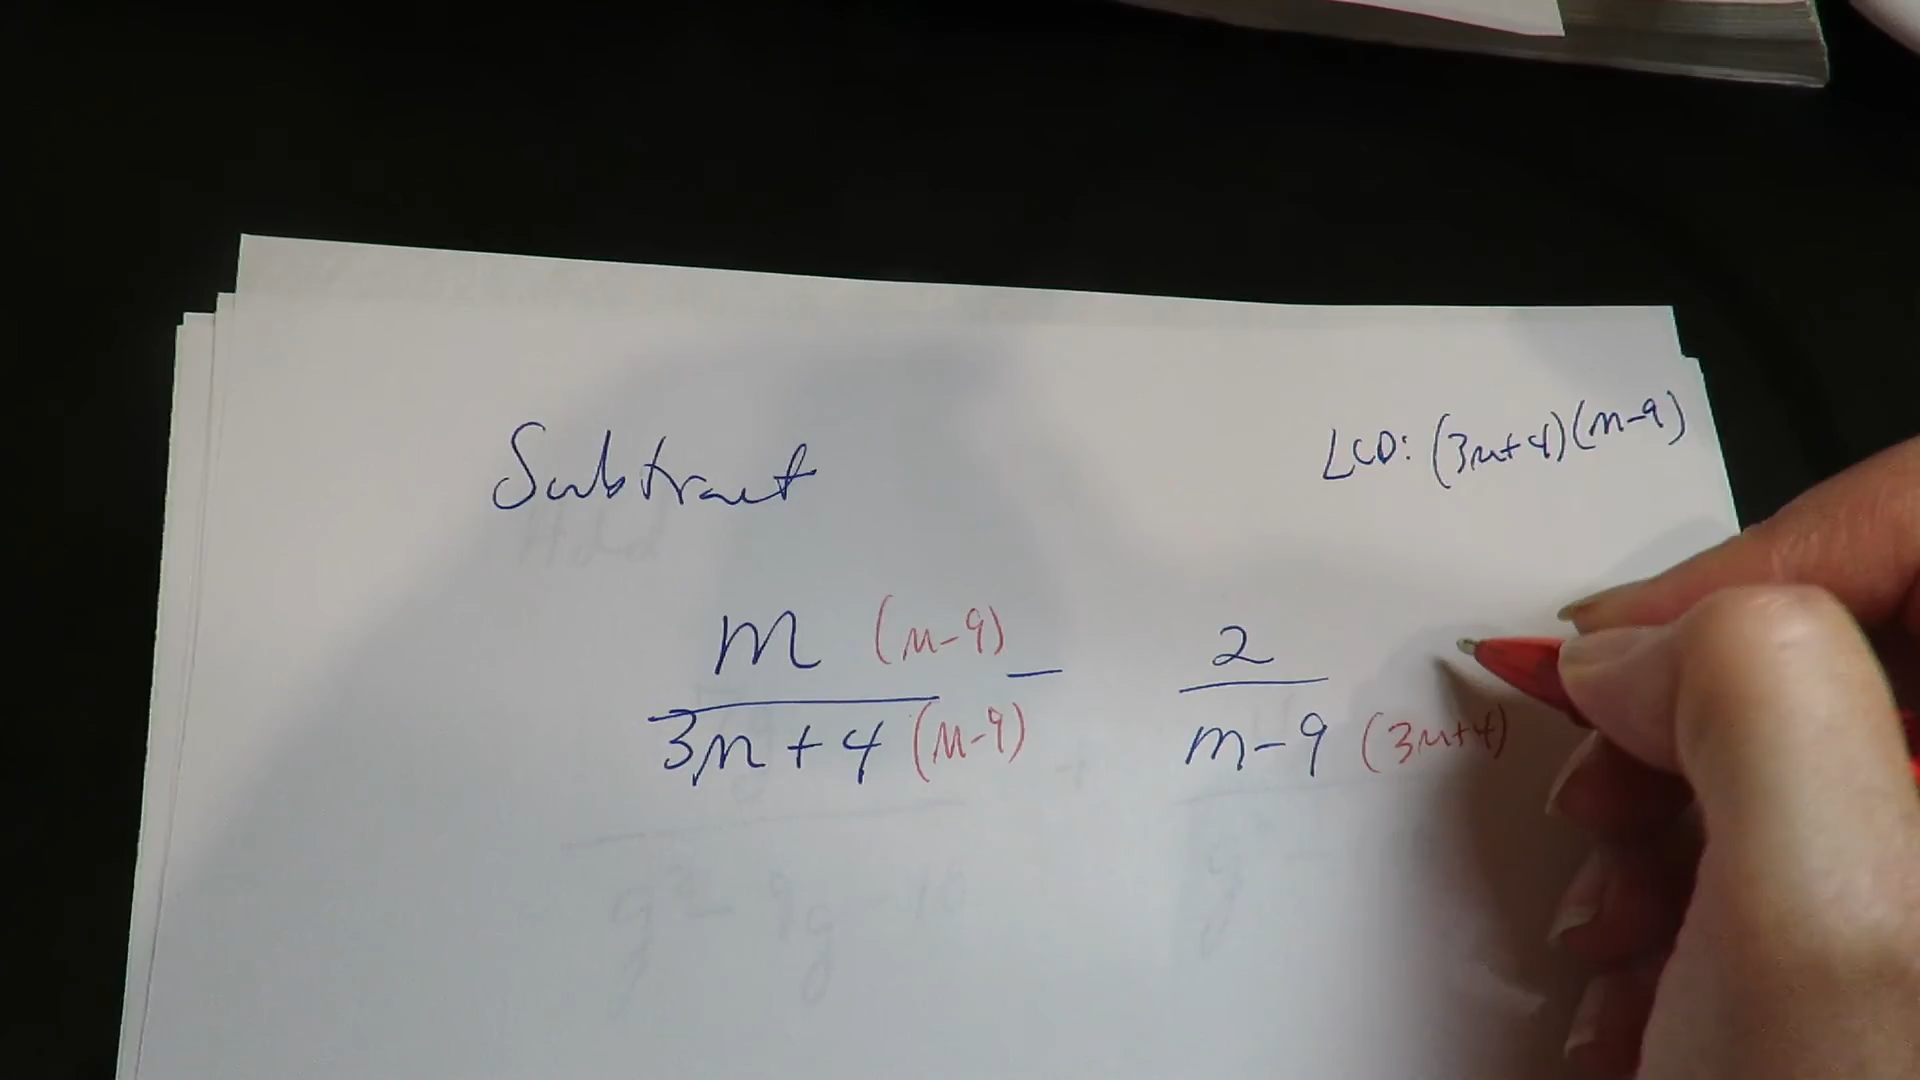 Subtract
LCD: (3m+4)(m-9)
m (m-9) - 2
3m+4 (m-9) m-9 (3m+4)